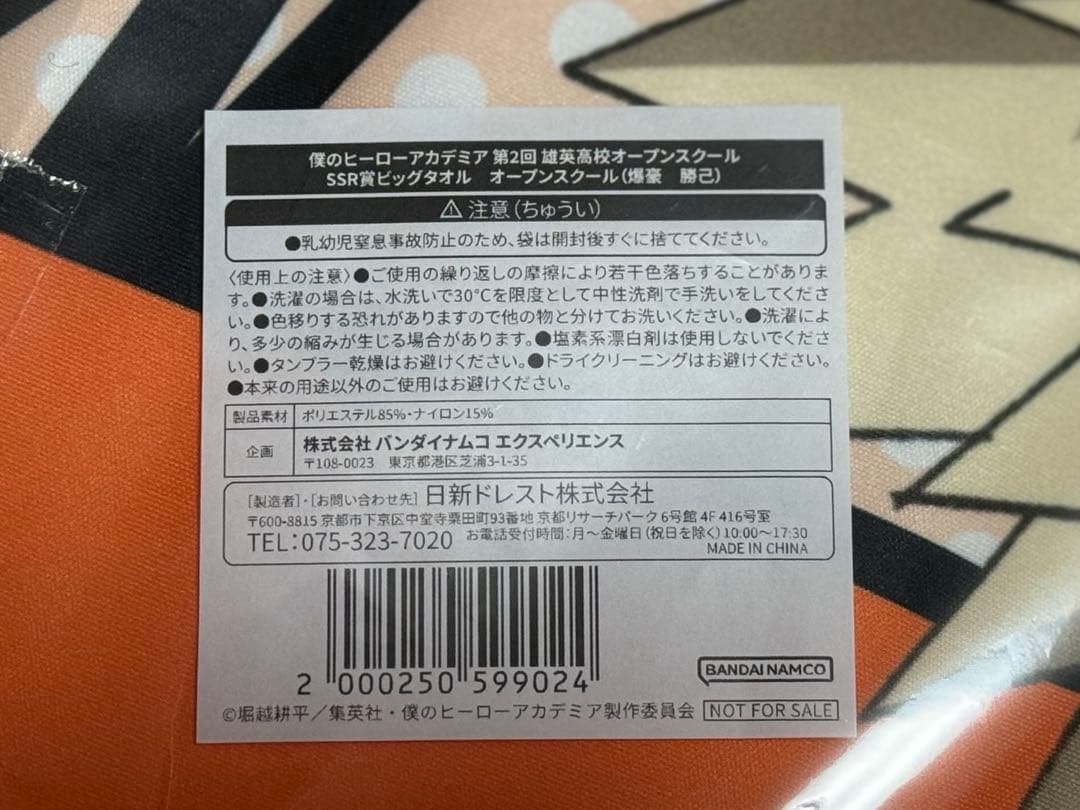 僕のヒーローアカデミア 第2回 雄英高校オープンスクール
SSR賞ビッグタオル　オープンスクール（爆豪　勝己）
⚠ 注意（ちゅうい）
●乳幼児窒息事故防止のため、袋は開封後すぐに捨ててください。
〈使用上の注意〉●ご使用の繰り返しの摩擦により若干色落ちすることがありま
す。●洗濯の場合は、水洗いで30℃を限度として中性洗剤で手洗いをしてくださ
い。●色移りする恐れがありますので他の物と分けてお洗いください。●洗濯によ
り、多少の縮みが生じる場合があります。●塩素系漂白剤は使用しないでくださ
い。●タンブラー乾燥はお避けください。●ドライクリーニングはお避けください。
●本来の用途以外のご使用はお避けください。
製品素材 ポリエステル85%・ナイロン15%
企画 株式会社 バンダイナムコ エクスペリエンス
〒108-0023　東京都港区芝浦3-1-35
［製造者］・［お問い合わせ先］日新ドレスト株式会社
〒600-8815 京都市下京区中堂寺粟田町93番地 京都リサーチパーク 6号館 4F 416号室
TEL：075-323-7020 お電話受付時間：月〜金曜日（祝日を除く）10:00〜17:30
MADE IN CHINA
2 000250 599024
BANDAI NAMCO
©堀越耕平／集英社・僕のヒーローアカデミア製作委員会 NOT FOR SALE